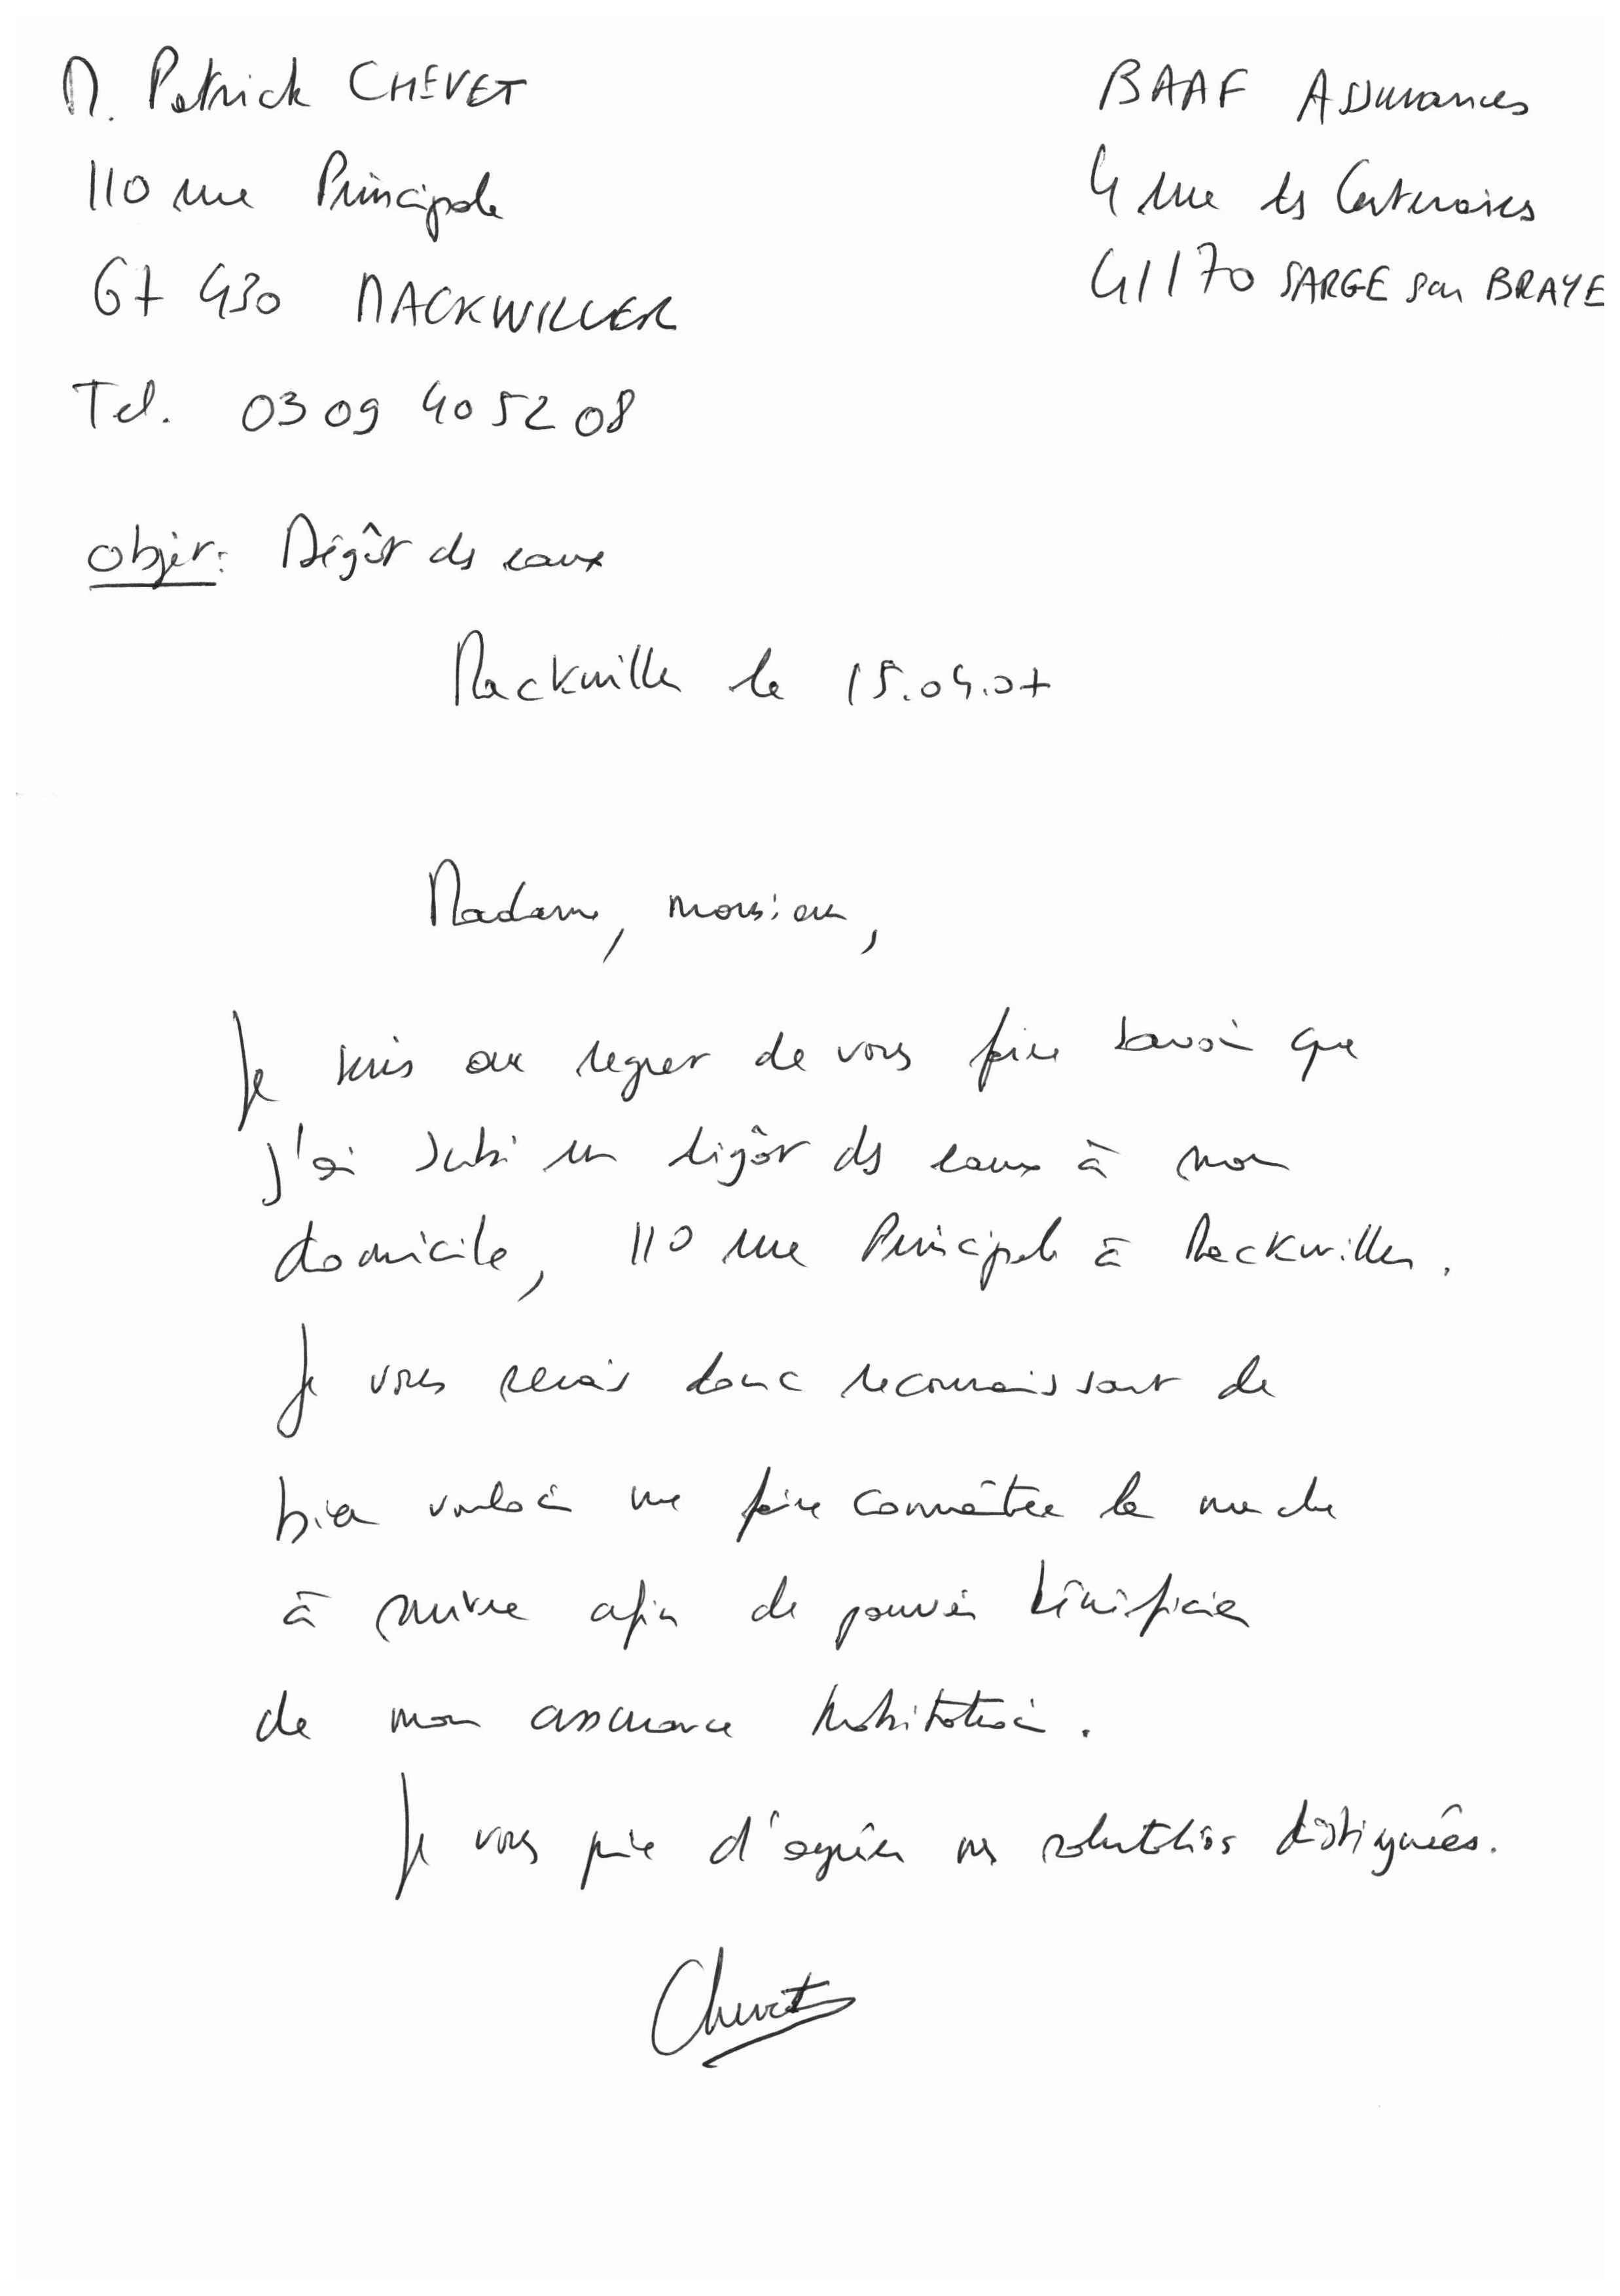 M. Patrick CHEVET
110 rue Principale
67 430 MACKWILLER
Tel. 03 09 40 52 08
BAAF Assurances
4 rue des Centenaires
41170 SARGE sur BRAYE
Objet: Dégât des eaux
Mackwiller le 15.04.07
Madame, monsieur,
Je suis au regret de vous faire savoir que
j'ai subi un dégât des eaux à mon
domicile, 110 rue Principale à Mackwiller.
Je vous serais donc reconnaissant de
bien vouloir me faire connaître la marche
à suivre afin de pouvoir bénéficier
de mon assurance habitation.
Je vous prie d'agréer mes salutations distinguées.
Chevet